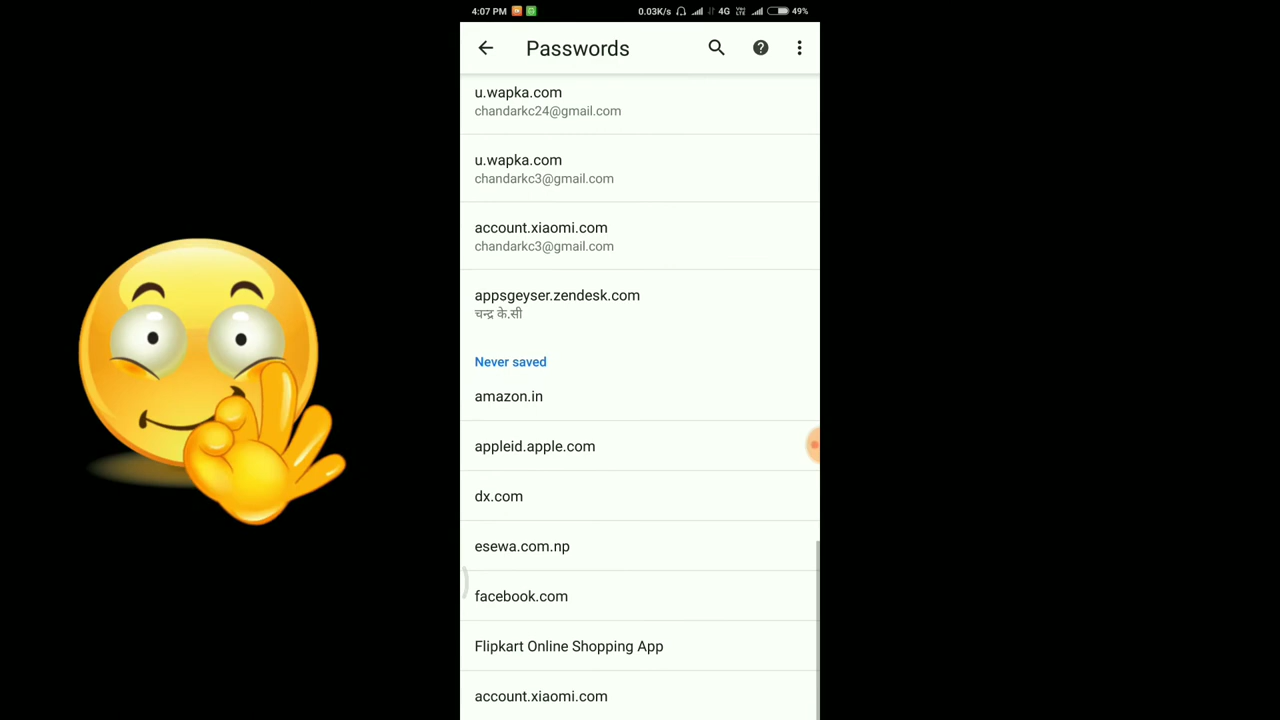 4:07 PM 0.03K/s 4G VoLTE 49%
Passwords
u.wapka.com
chandarkc24@gmail.com
u.wapka.com
chandarkc3@gmail.com
account.xiaomi.com
chandarkc3@gmail.com
appsgeyser.zendesk.com
चन्द्र के.सी
Never saved
amazon.in
appleid.apple.com
dx.com
esewa.com.np
facebook.com
Flipkart Online Shopping App
account.xiaomi.com